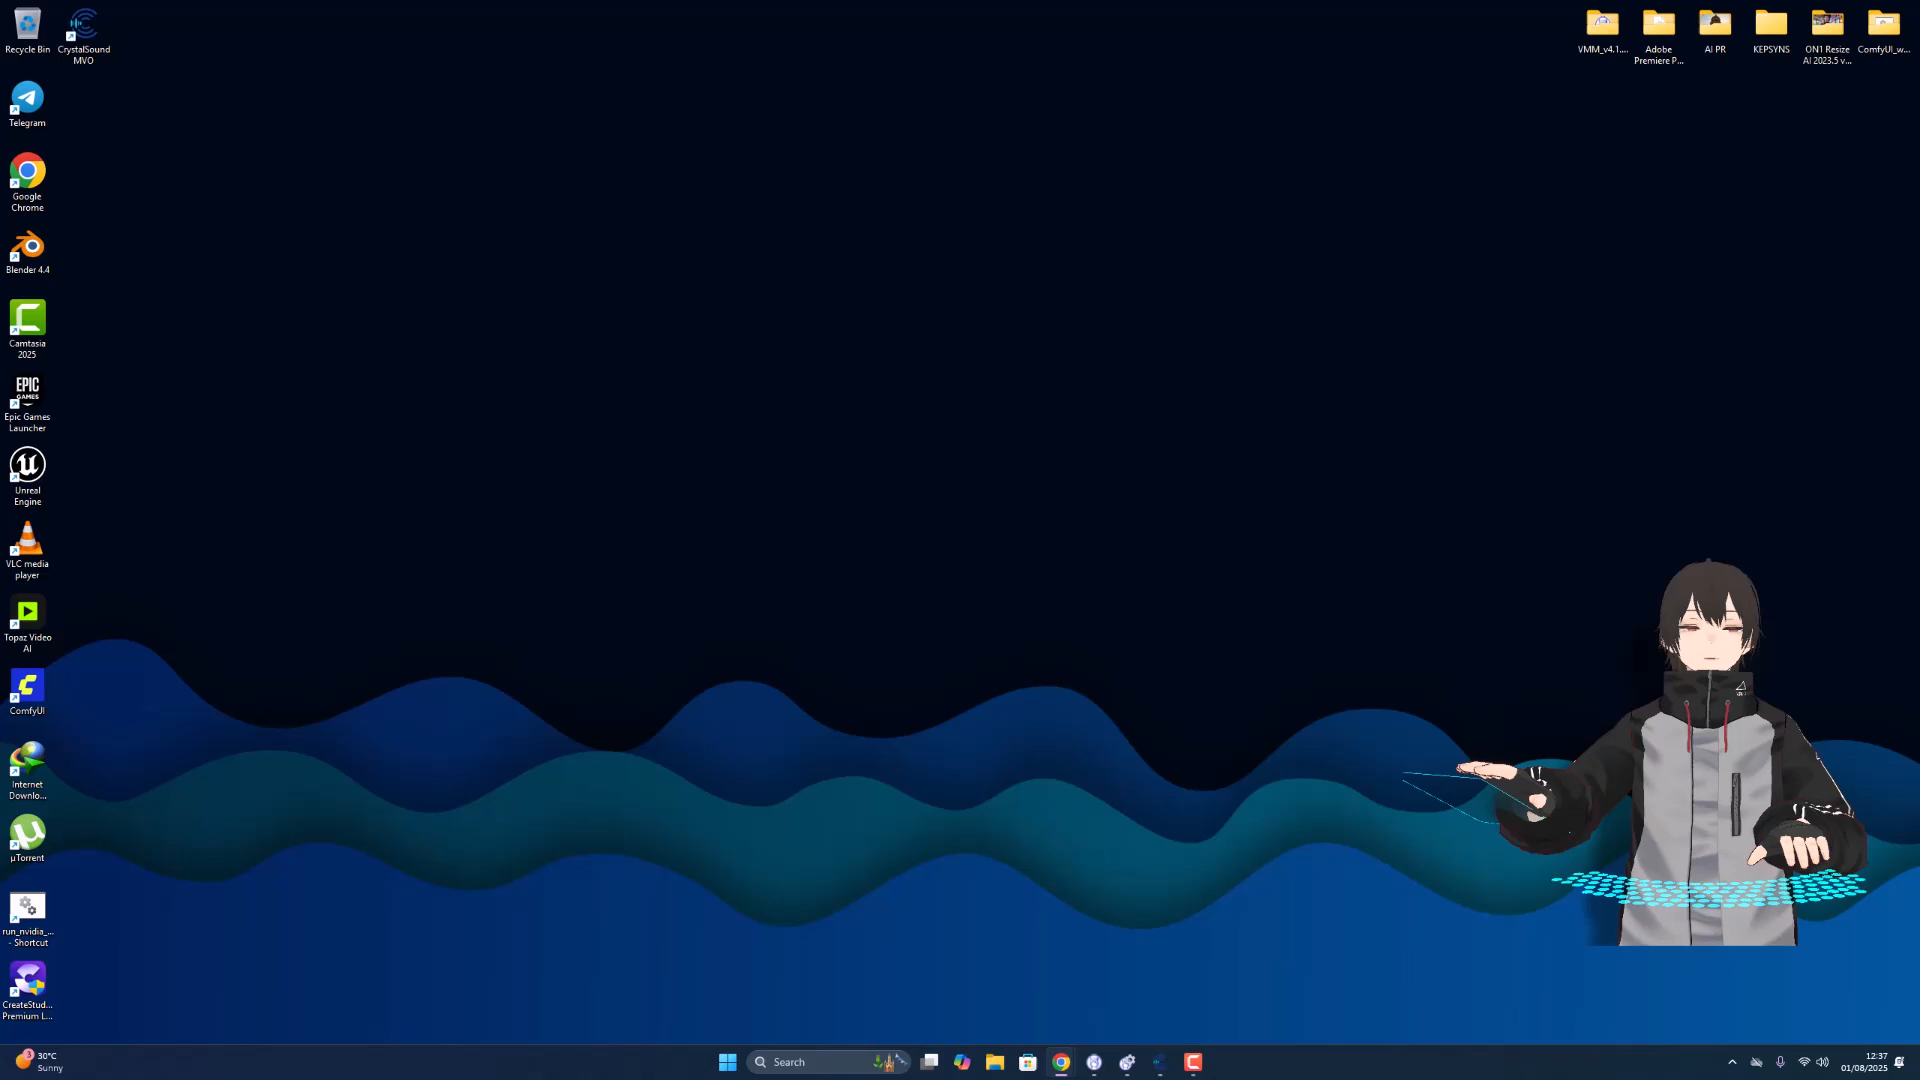 Recycle Bin
CrystalSound
MVO
Telegram
Google
Chrome
Blender 4.4
Camtasia
2025
EPIC
GAMES
Epic Games
Launcher
Unreal
Engine
VLC media
player
Topaz Video
AI
ComfyUI
Internet
Downlo...
µTorrent
run_nvidia_...
- Shortcut
CreateStud...
Premium L...
VMM_v4.1....
Adobe
Premiere P...
AI PR
KEPSYNS
ON1 Resize
AI 2023.5 v...
ComfyUI_w...
3
30°C
Sunny
Search
12:37
01/08/2025